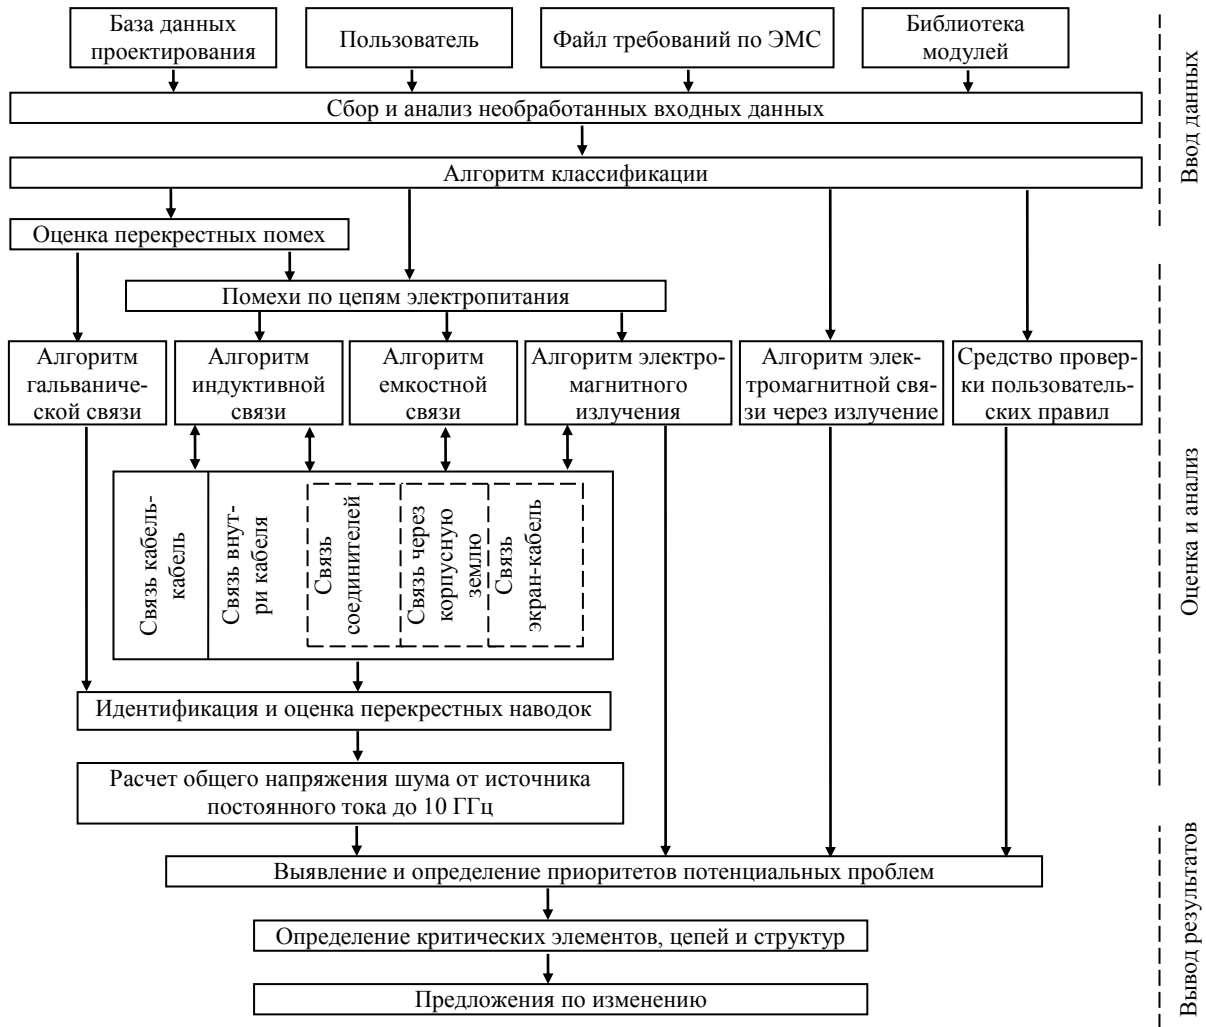 База данных
проектирования
Пользователь
Файл требований по ЭМС
Библиотека
модулей
Сбор и анализ необработанных входных данных
Алгоритм классификации
Ввод данных
Оценка перекрестных помех
Помехи по цепям электропитания
Алгоритм
гальваниче-
ской связи
Алгоритм
индуктивной
связи
Алгоритм
емкостной
связи
Алгоритм электро-
магнитного
излучения
Алгоритм элек-
тромагнитной свя-
зи через излучение
Средство провер-
ки пользователь-
ских правил
Связь кабель-
кабель
Связь внут-
ри кабеля
Связь
соединителей
Связь через
корпусную
землю
Связь
экран-кабель
Оценка и анализ
Идентификация и оценка перекрестных наводок
Расчет общего напряжения шума от источника
постоянного тока до 10 ГГц
Выявление и определение приоритетов потенциальных проблем
Определение критических элементов, цепей и структур
Предложения по изменению
Вывод результатов